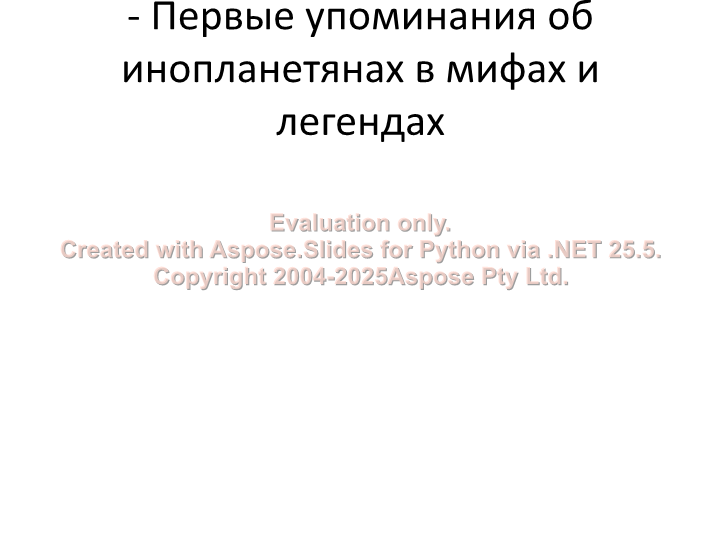 - Первые упоминания об
инопланетянах в мифах и
легендах
Evaluation only.
Created with Aspose.Slides for Python via .NET 25.5.
Copyright 2004-2025Aspose Pty Ltd.